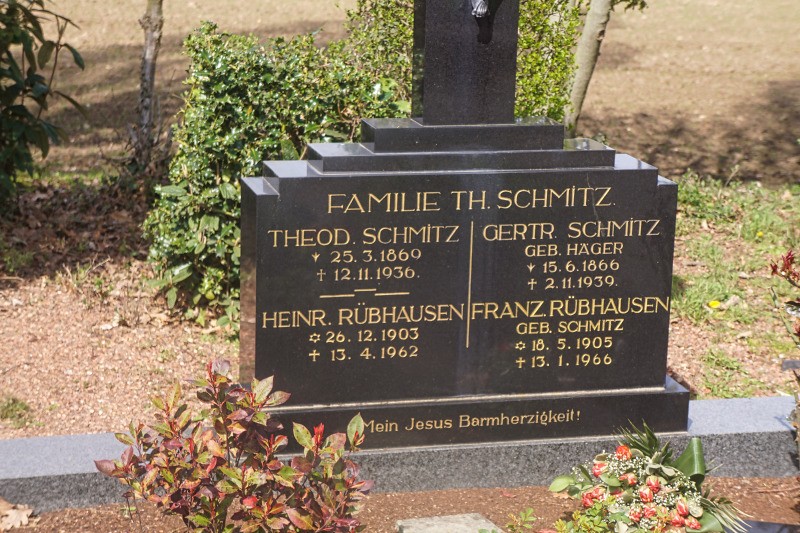 FAMILIE TH. SCHMITZ.
THEOD. SCHMITZ
25.3.1869
† 12.11.1936.
HEINR. RÜBHAUSEN
✡ 26.12.1903
† 13.4.1962
GERTR. SCHMITZ
GEB. HÄGER
15.6.1866
† 2.11.1939.
FRANZ. RÜBHAUSEN
GEB. SCHMITZ
✡ 18.5.1905
† 13.1.1966
Mein Jesus Barmherzigkeit!